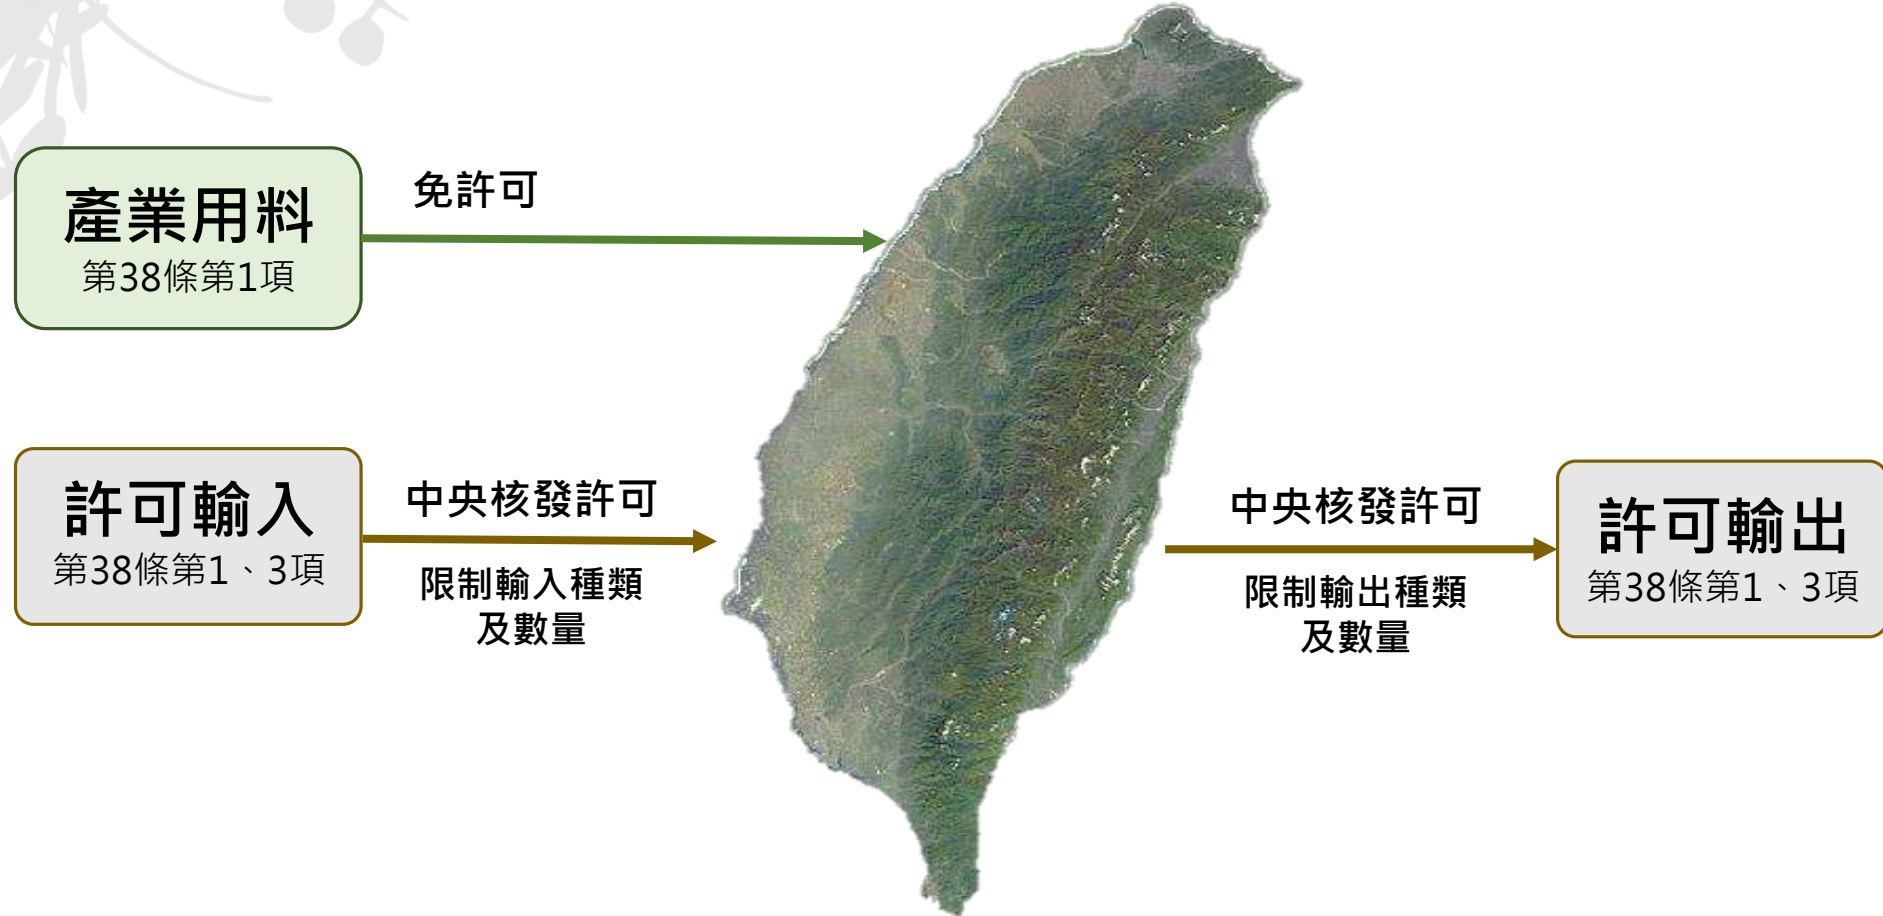 產業用料
第38條第1項
免許可
許可輸入
第38條第1、3項
中央核發許可
限制輸入種類
及數量
中央核發許可
限制輸出種類
及數量
許可輸出
第38條第1、3項